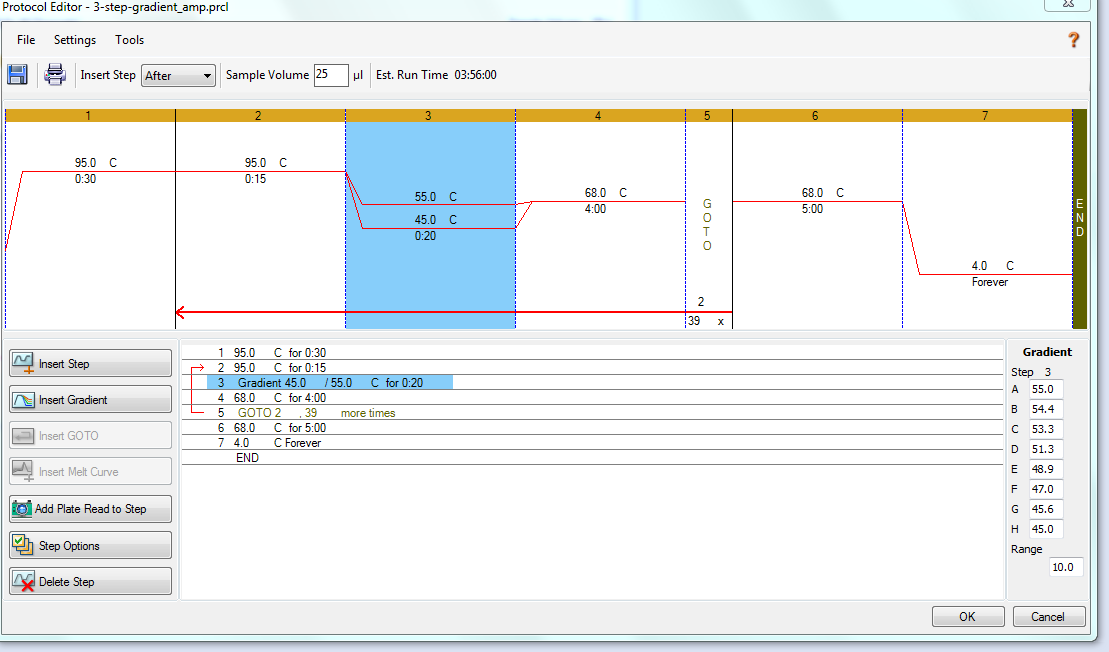 Protocol Editor - 3-step-gradient_amp.prcl
File Settings Tools ?
Insert Step After Sample Volume 25 µl Est. Run Time 03:56:00
1 2 3 4 5 6 7
95.0 C
0:30
95.0 C
0:15
55.0 C
45.0 C
0:20
68.0 C
4:00
GOTO
2
39 x
68.0 C
5:00
4.0 C
Forever
END
Insert Step
Insert Gradient
Insert GOTO
Insert Melt Curve
Add Plate Read to Step
Step Options
Delete Step
1 95.0 C for 0:30
2 95.0 C for 0:15
3 Gradient 45.0 / 55.0 C for 0:20
4 68.0 C for 4:00
5 GOTO 2 , 39 more times
6 68.0 C for 5:00
7 4.0 C Forever
END
Gradient
Step 3
A 55.0
B 54.4
C 53.3
D 51.3
E 48.9
F 47.0
G 45.6
H 45.0
Range
10.0
OK Cancel